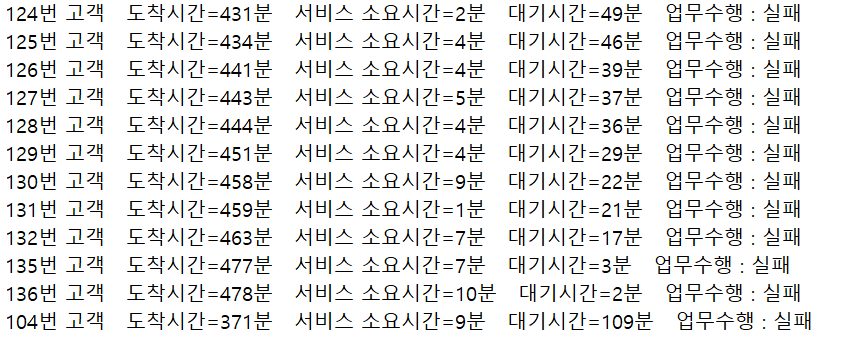 124번 고객 도착시간=431분 서비스 소요시간=2분 대기시간=49분 업무수행 : 실패
125번 고객 도착시간=434분 서비스 소요시간=4분 대기시간=46분 업무수행 : 실패
126번 고객 도착시간=441분 서비스 소요시간=4분 대기시간=39분 업무수행 : 실패
127번 고객 도착시간=443분 서비스 소요시간=5분 대기시간=37분 업무수행 : 실패
128번 고객 도착시간=444분 서비스 소요시간=4분 대기시간=36분 업무수행 : 실패
129번 고객 도착시간=451분 서비스 소요시간=4분 대기시간=29분 업무수행 : 실패
130번 고객 도착시간=458분 서비스 소요시간=9분 대기시간=22분 업무수행 : 실패
131번 고객 도착시간=459분 서비스 소요시간=1분 대기시간=21분 업무수행 : 실패
132번 고객 도착시간=463분 서비스 소요시간=7분 대기시간=17분 업무수행 : 실패
135번 고객 도착시간=477분 서비스 소요시간=7분 대기시간=3분 업무수행 : 실패
136번 고객 도착시간=478분 서비스 소요시간=10분 대기시간=2분 업무수행 : 실패
104번 고객 도착시간=371분 서비스 소요시간=9분 대기시간=109분 업무수행 : 실패